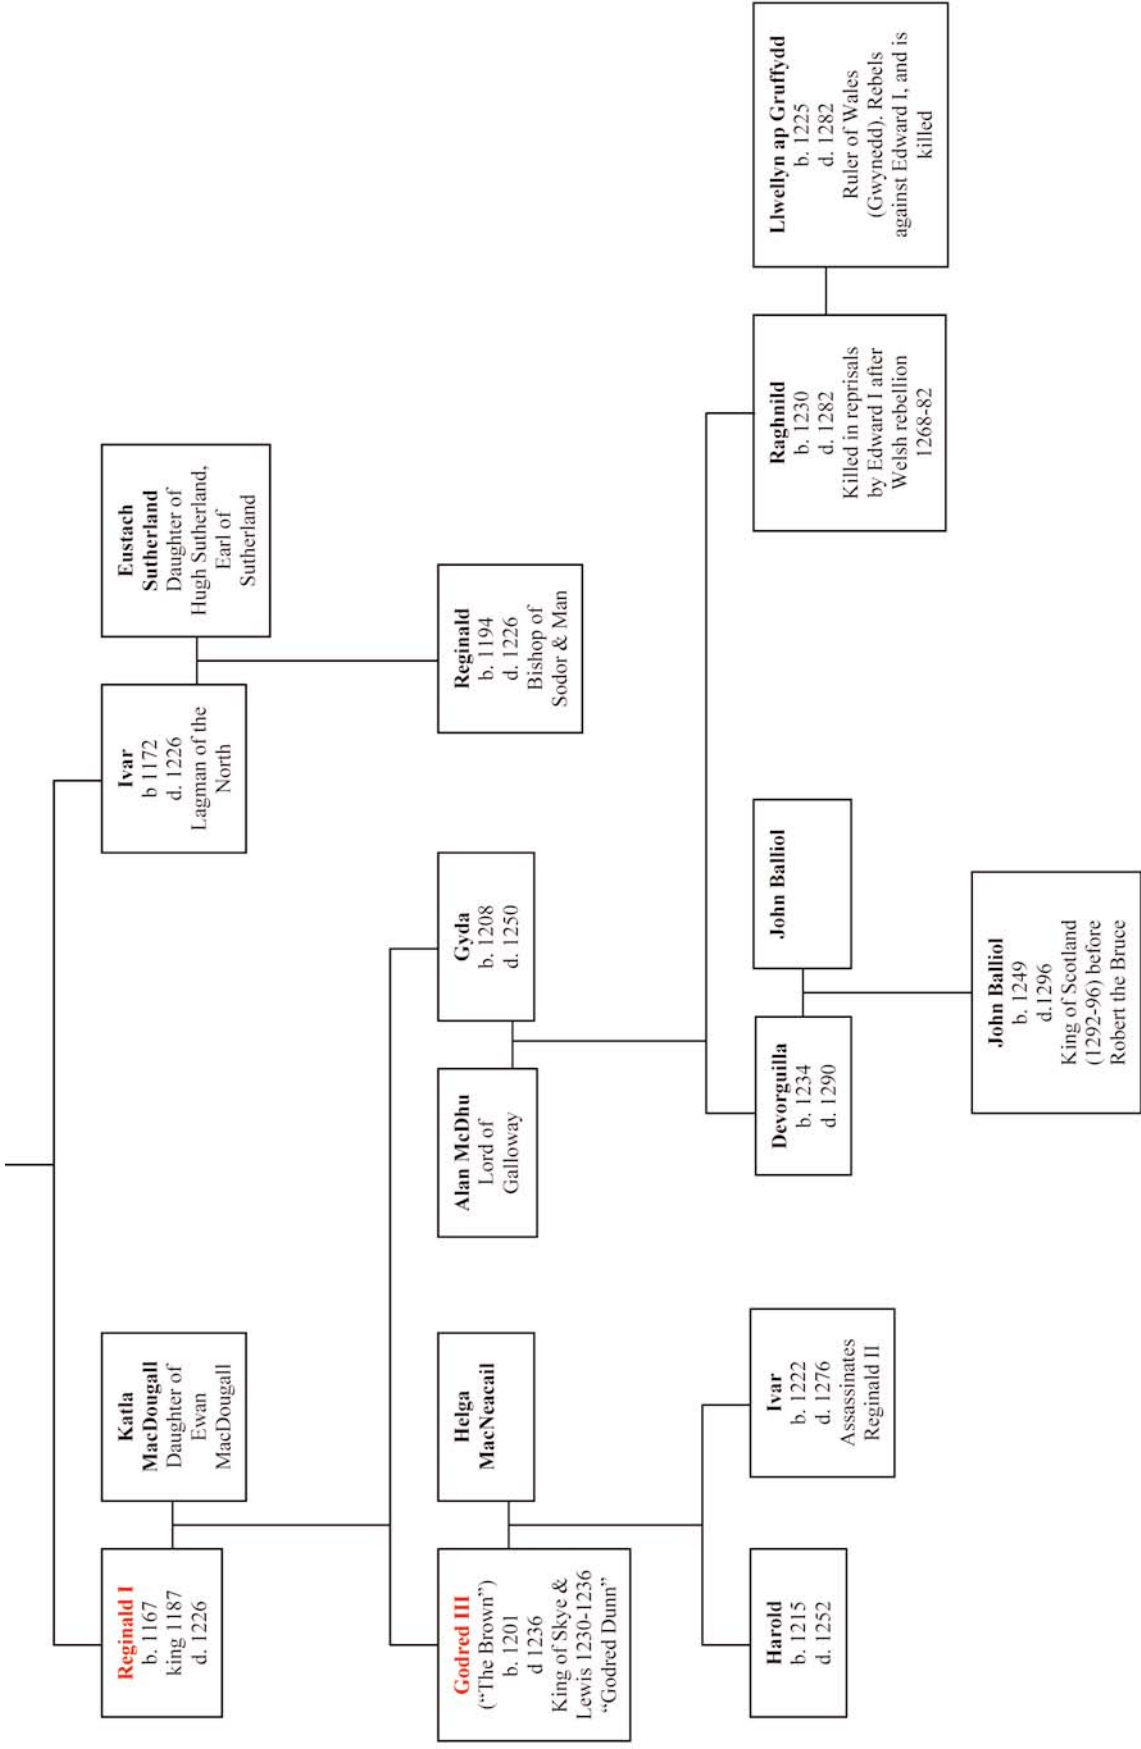 Reginald I
b. 1167
king 1187
d. 1226
Katla
MacDougall
Daughter of
Ewan
MacDougall
Ivar
b 1172
d. 1226
Lagman of the
North
Eustach
Sutherland
Daughter of
Hugh Sutherland,
Earl of
Sutherland
Godred III
("The Brown")
b. 1201
d 1236
King of Skye &
Lewis 1230-1236
"Godred Dunn"
Helga
MacNeacail
Alan McDhu
Lord of
Galloway
Gyda
b. 1208
d. 1250
Reginald
b. 1194
d. 1226
Bishop of
Sodor & Man
Harold
b. 1215
d. 1252
Ivar
b. 1222
d. 1276
Assassinates
Reginald II
Devorguilla
b. 1234
d. 1290
John Balliol
Raghnild
b. 1230
d. 1282
Killed in reprisals
by Edward I after
Welsh rebellion
1268-82
Llwellyn ap Gruffydd
b. 1225
d. 1282
Ruler of Wales
(Gwynedd). Rebels
against Edward I, and is
killed
John Balliol
b. 1249
d.1296
King of Scotland
(1292-96) before
Robert the Bruce